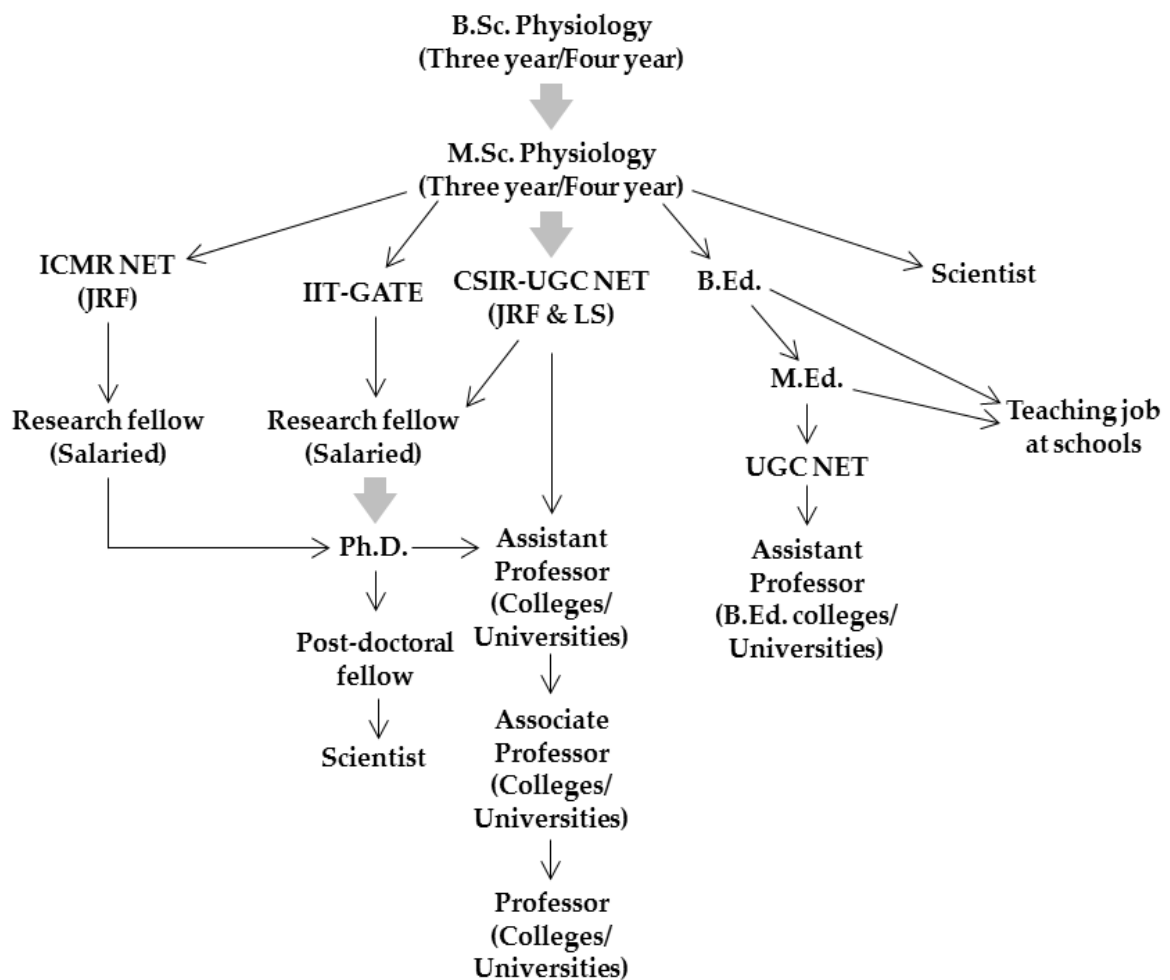 B.Sc. Physiology
(Three year/Four year)
M.Sc. Physiology
(Three year/Four year)
ICMR NET
(JRF)
IIT-GATE
CSIR-UGC NET
(JRF & LS)
B.Ed.
Scientist
M.Ed.
Research fellow
(Salaried)
Research fellow
(Salaried)
Teaching job
at schools
UGC NET
Ph.D.
Assistant
Professor
(Colleges/
Universities)
Assistant
Professor
(B.Ed. colleges/
Universities)
Post-doctoral
fellow
Scientist
Associate
Professor
(Colleges/
Universities)
Professor
(Colleges/
Universities)